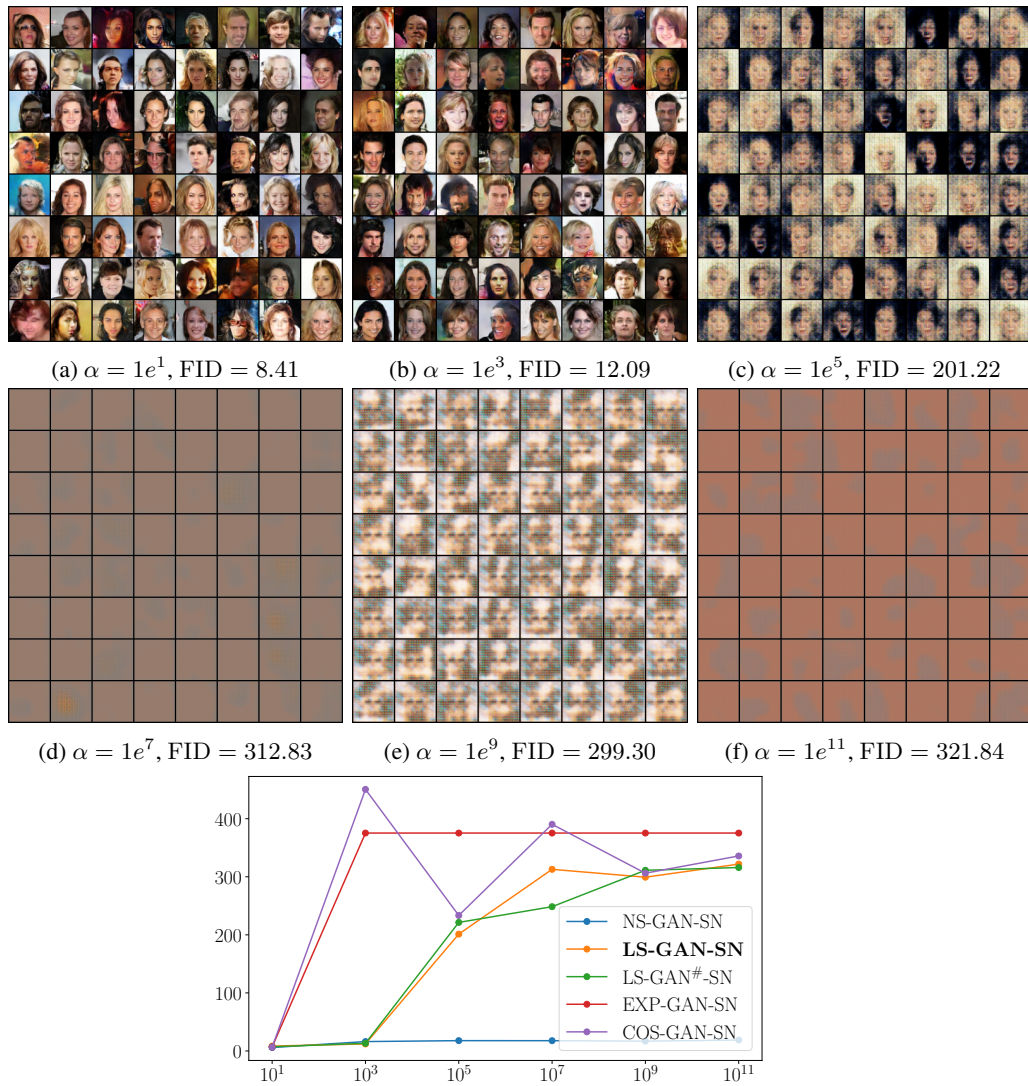 (a) α = 1e^1, FID = 8.41
(b) α = 1e^3, FID = 12.09
(c) α = 1e^5, FID = 201.22
(d) α = 1e^7, FID = 312.83
(e) α = 1e^9, FID = 299.30
(f) α = 1e^11, FID = 321.84
400
300
200
100
0
NS-GAN-SN
LS-GAN-SN
LS-GAN^#-SN
EXP-GAN-SN
COS-GAN-SN
10^1 10^3 10^5 10^7 10^9 10^11